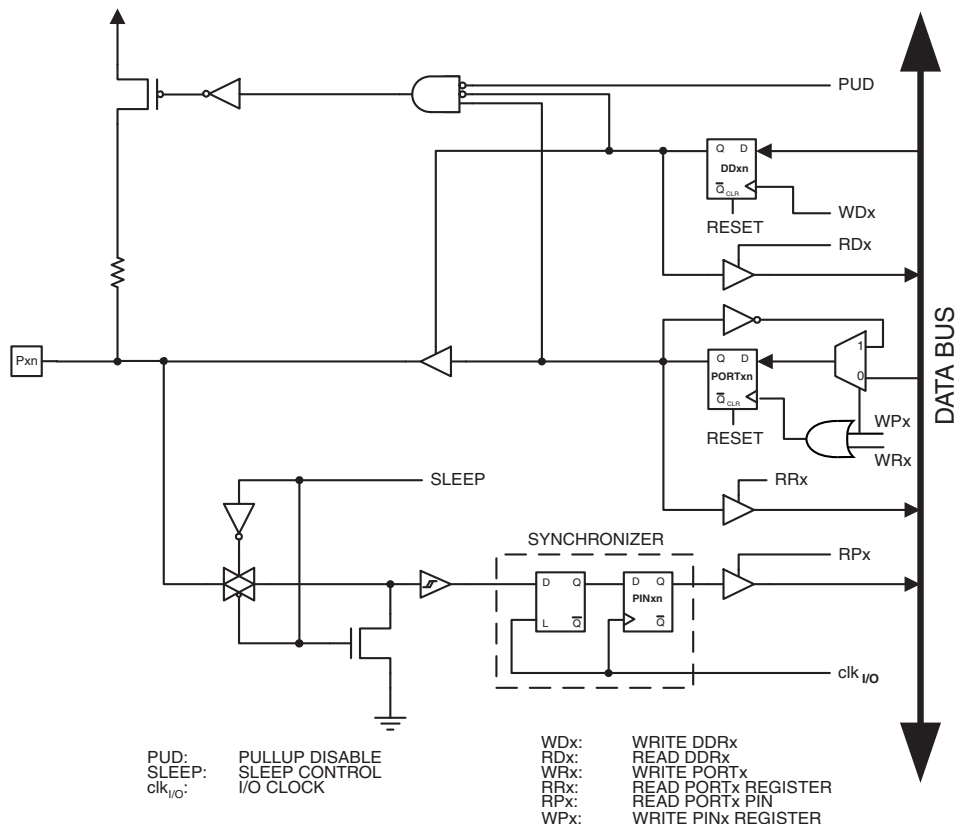 PUD
Q D
DDxn
Q CLR
WDx
RESET
RDx
Pxn
1
Q D
PORTxn
0
Q CLR
WPx
RESET
WRx
DATA BUS
SLEEP
RRx
SYNCHRONIZER
RPx
D Q
D Q
PINxn
L Q
Q
clk I/O
PUD: PULLUP DISABLE
SLEEP: SLEEP CONTROL
clkI/O: I/O CLOCK
WDx: WRITE DDRx
RDx: READ DDRx
WRx: WRITE PORTx
RRx: READ PORTx REGISTER
RPx: READ PORTx PIN
WPx: WRITE PINx REGISTER